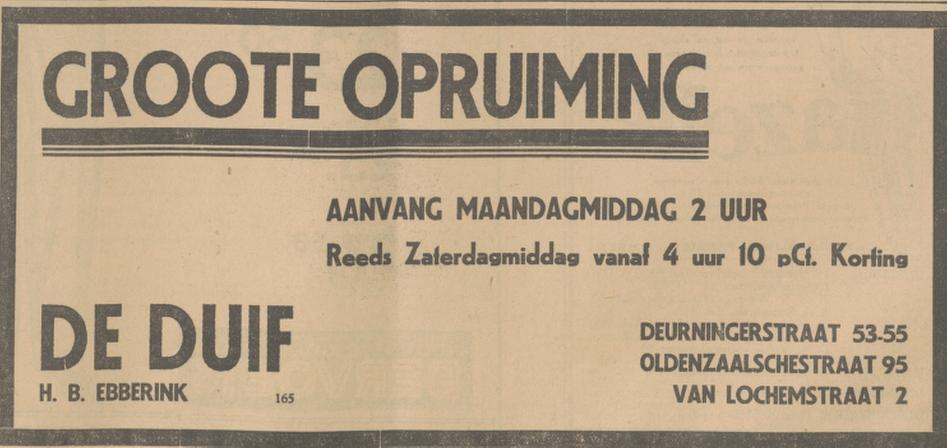 GROOTE OPRUIMING
AANVANG MAANDAGMIDDAG 2 UUR
Reeds Zaterdagmiddag vanaf 4 uur 10 pCt. Korting
DE DUIF
H. B. EBBERINK
165
DEURNINGERSTRAAT 53-55
OLDENZAALSCHESTRAAT 95
VAN LOCHEMSTRAAT 2